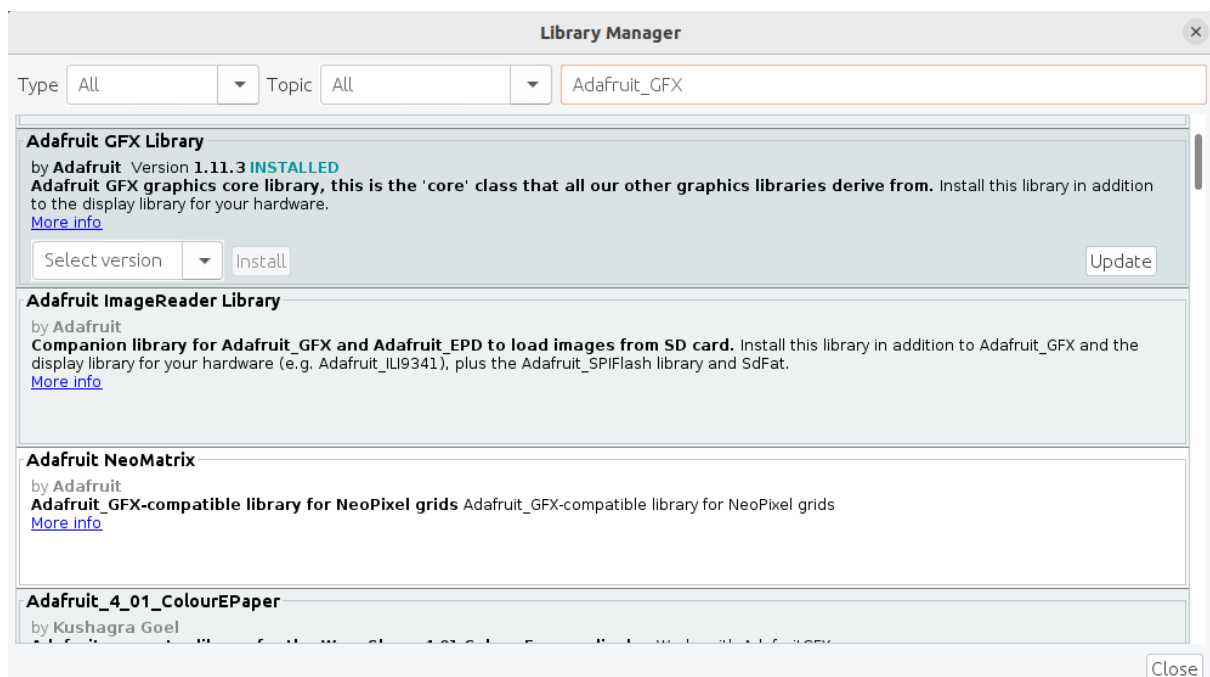 Library Manager
Type All Topic All Adafruit_GFX
Adafruit GFX Library
by Adafruit Version 1.11.3 INSTALLED
Adafruit GFX graphics core library, this is the 'core' class that all our other graphics libraries derive from. Install this library in addition
to the display library for your hardware.
More info
Select version Install Update
Adafruit ImageReader Library
by Adafruit
Companion library for Adafruit_GFX and Adafruit_EPD to load images from SD card. Install this library in addition to Adafruit_GFX and the
display library for your hardware (e.g. Adafruit_ILI9341), plus the Adafruit_SPIFlash library and SdFat.
More info
Adafruit NeoMatrix
by Adafruit
Adafruit_GFX-compatible library for NeoPixel grids Adafruit_GFX-compatible library for NeoPixel grids
More info
Adafruit_4_01_ColourEPaper
by Kushagra Goel
Close